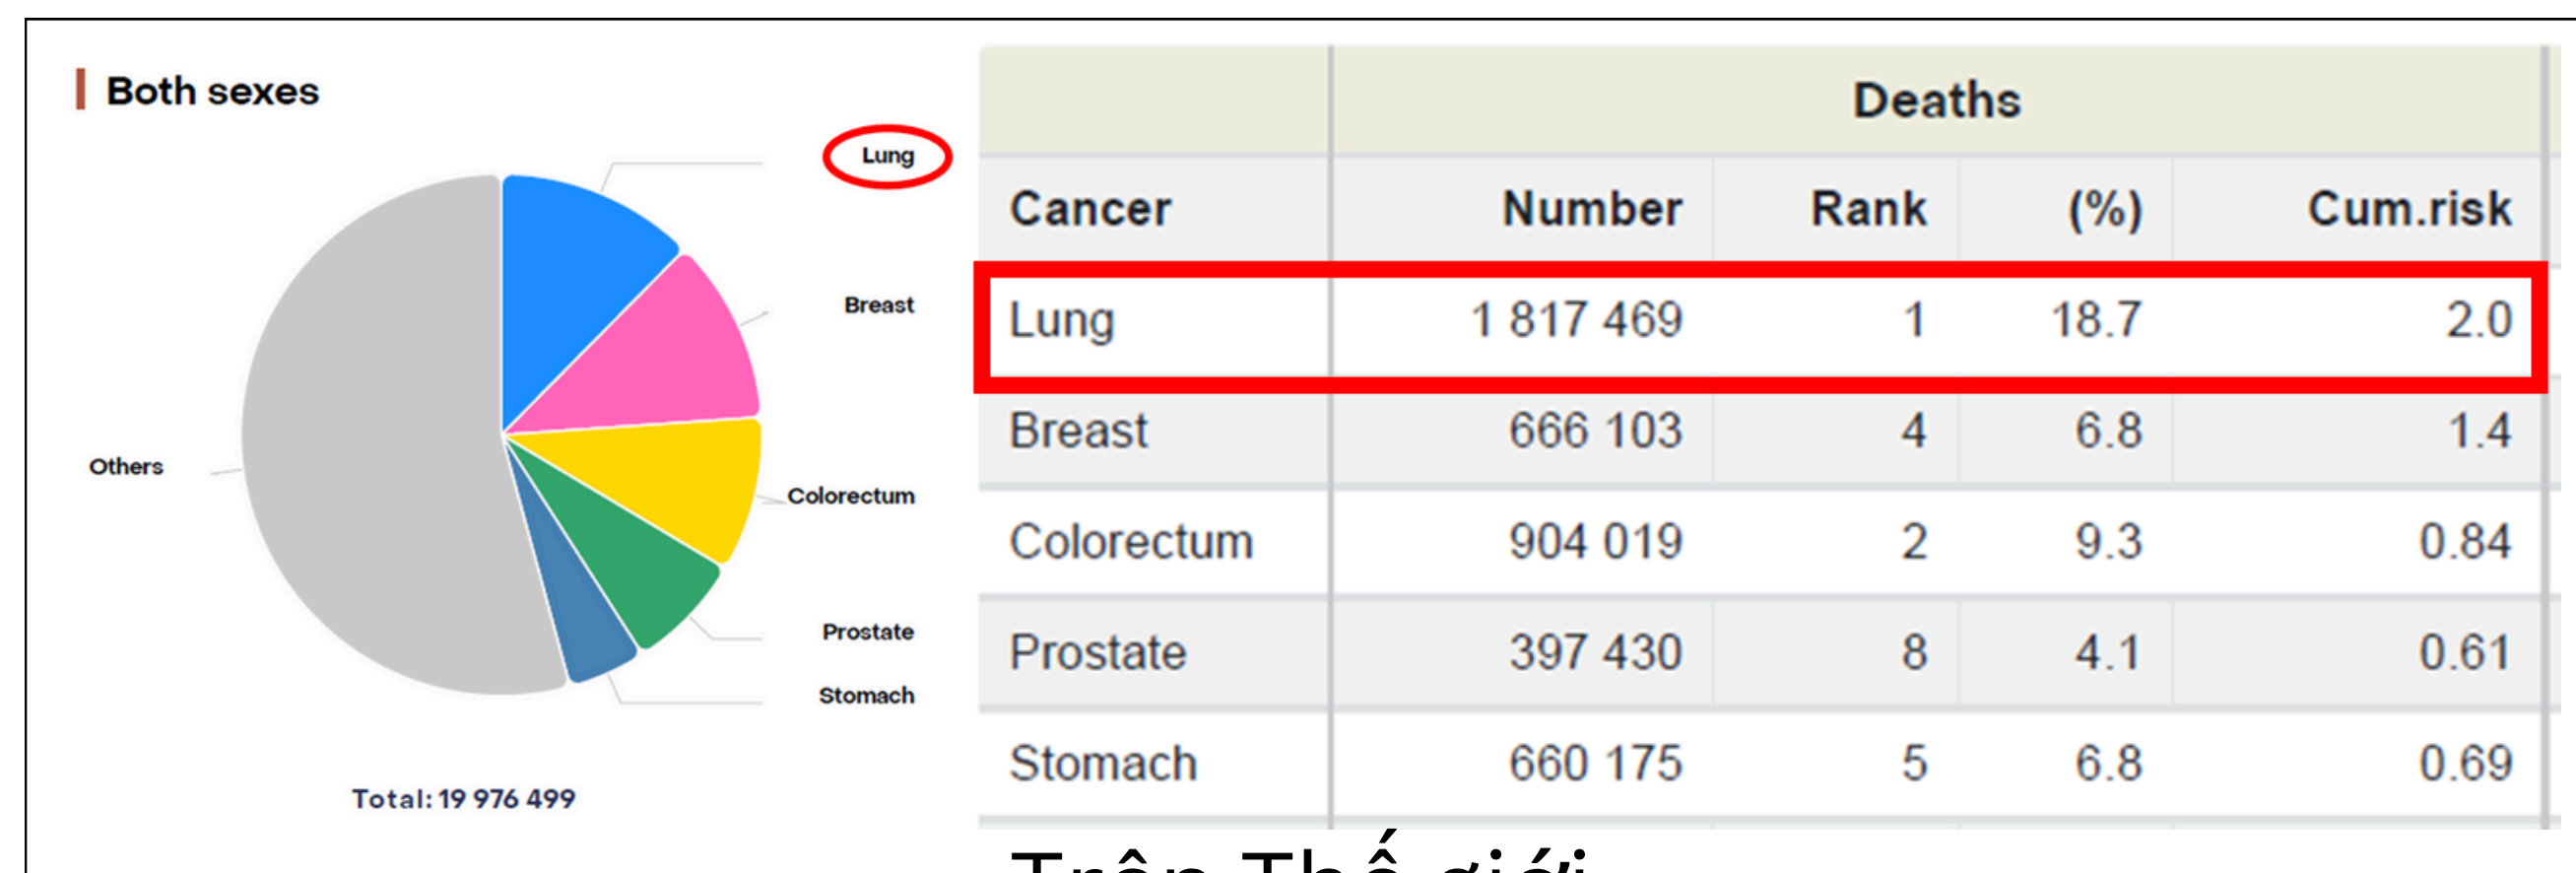 Both sexes
Lung
Breast
Colorectum
Prostate
Stomach
Others
Total: 19 976 499
Deaths
Cancer Number Rank (%) Cum.risk
Lung 1 817 469 1 18.7 2.0
Breast 666 103 4 6.8 1.4
Colorectum 904 019 2 9.3 0.84
Prostate 397 430 8 4.1 0.61
Stomach 660 175 5 6.8 0.69
Trên Thế giới